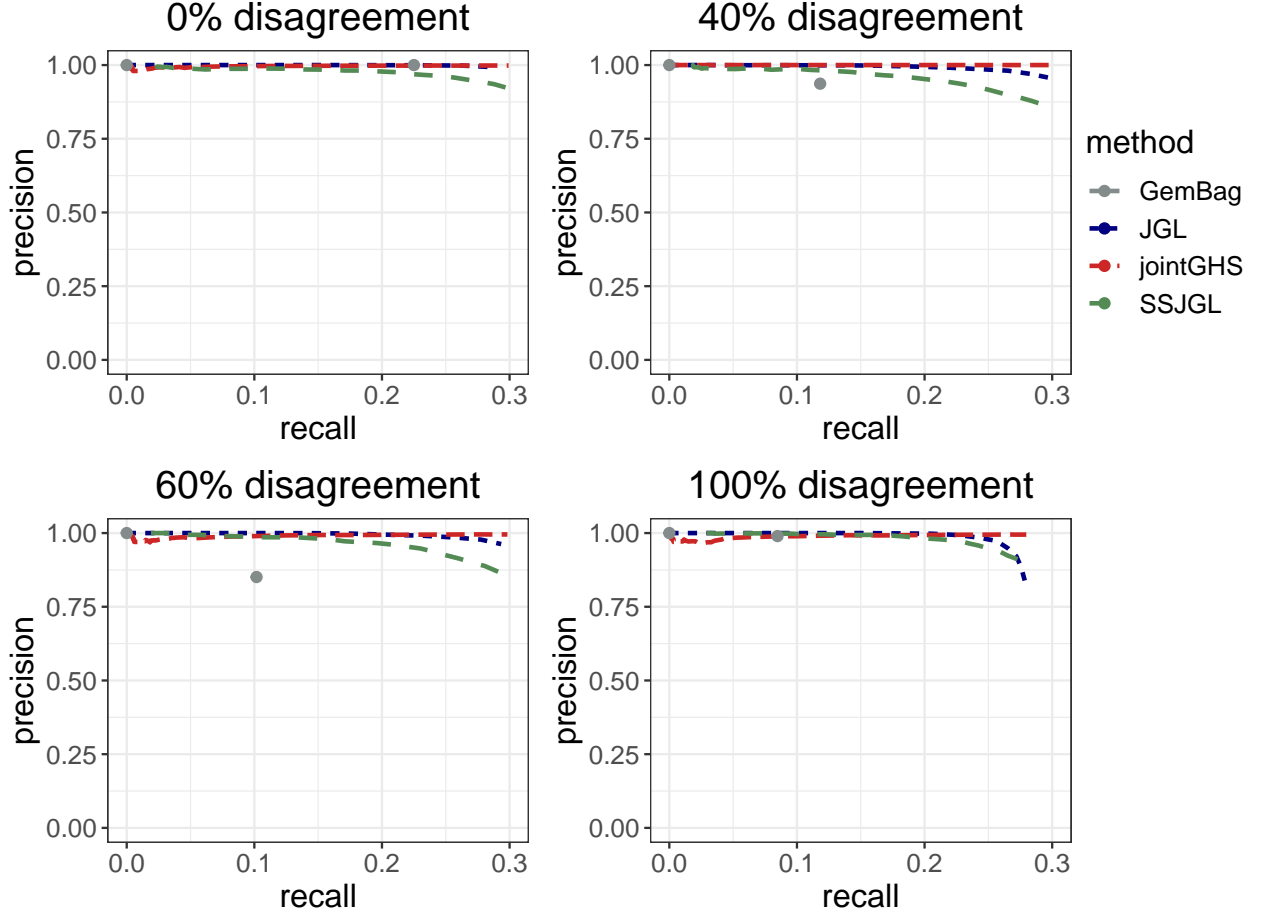 0% disagreement
1.00
0.75
0.50
0.25
0.00
precision
0.0 0.1 0.2 0.3
recall
40% disagreement
1.00
0.75
0.50
0.25
0.00
precision
0.0 0.1 0.2 0.3
recall
method
GemBag
JGL
jointGHS
SSJGL
60% disagreement
1.00
0.75
0.50
0.25
0.00
precision
0.0 0.1 0.2 0.3
recall
100% disagreement
1.00
0.75
0.50
0.25
0.00
precision
0.0 0.1 0.2 0.3
recall